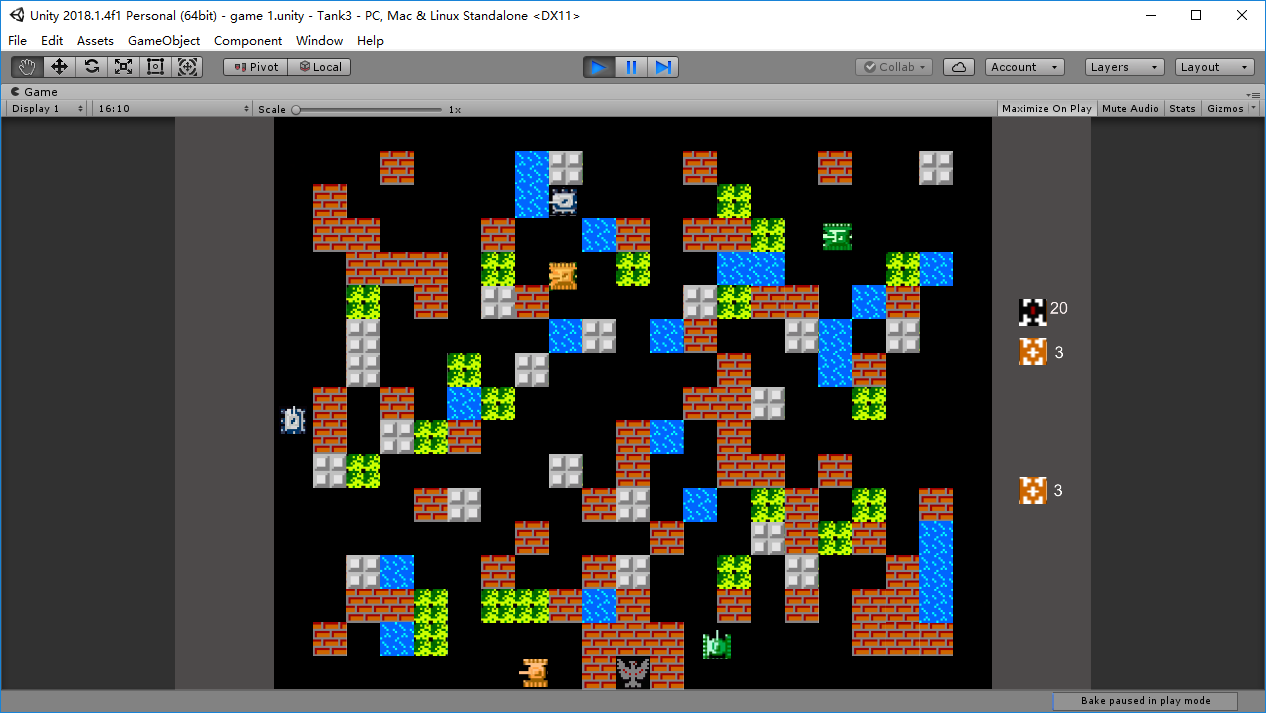 Unity 2018.1.4f1 Personal (64bit) - game 1.unity - Tank3 - PC, Mac & Linux Standalone <DX11>
File Edit Assets GameObject Component Window Help
Pivot Local Collab Account Layers Layout
Game
Display 1 16:10 Scale 1x Maximize On Play Mute Audio Stats Gizmos
20
3
3
Bake paused in play mode